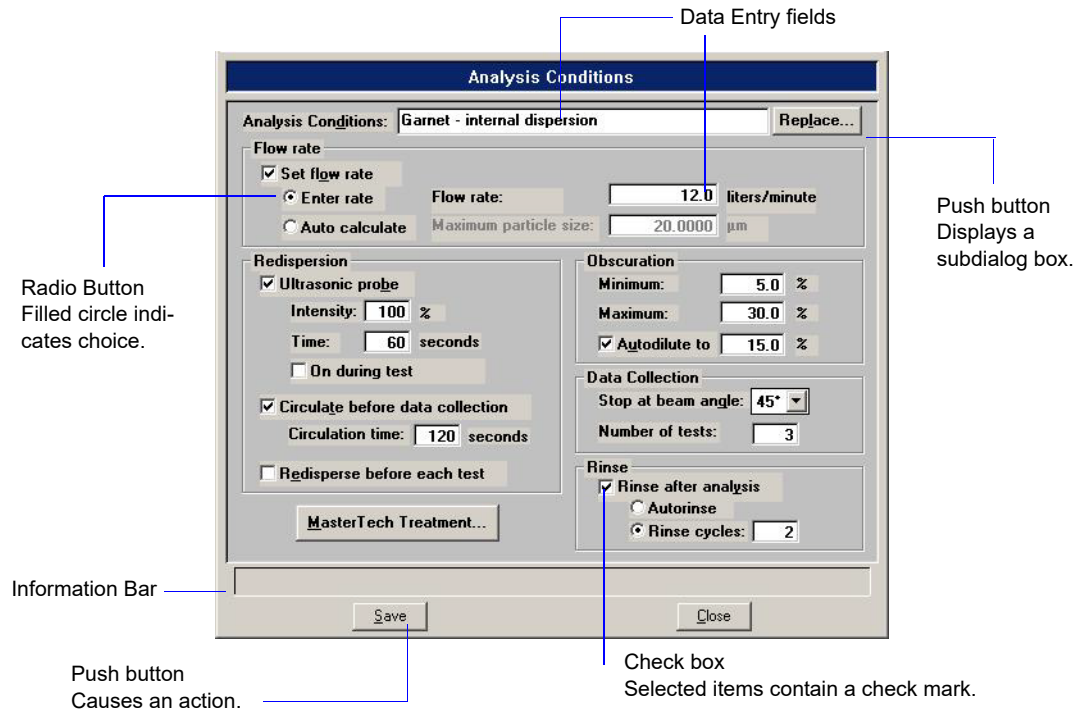 Data Entry fields
Analysis Conditions
Analysis Conditions: Garnet - internal dispersion Replace...
Flow rate
Set flow rate
Enter rate Flow rate: 12.0 liters/minute
Auto calculate Maximum particle size: 20.0000 µm
Push button
Displays a
subdialog box.
Radio Button
Filled circle indi-
cates choice.
Redispersion
Ultrasonic probe
Intensity: 100 %
Time: 60 seconds
On during test
Circulate before data collection
Circulation time: 120 seconds
Redisperse before each test
MasterTech Treatment...
Obscuration
Minimum: 5.0 %
Maximum: 30.0 %
Autodilute to 15.0 %
Data Collection
Stop at beam angle: 45°
Number of tests: 3
Rinse
Rinse after analysis
Autorinse
Rinse cycles: 2
Information Bar
Save Close
Push button
Causes an action.
Check box
Selected items contain a check mark.